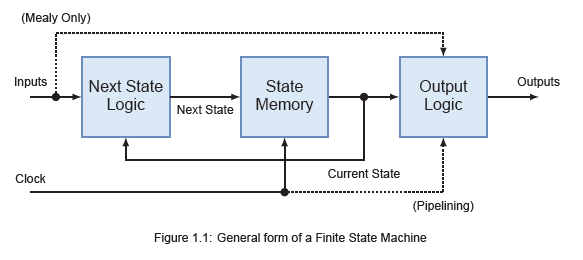 (Mealy Only)
Inputs
Next State
Logic
Next State
State
Memory
Output
Logic
Outputs
Current State
Clock
(Pipelining)
Figure 1.1: General form of a Finite State Machine